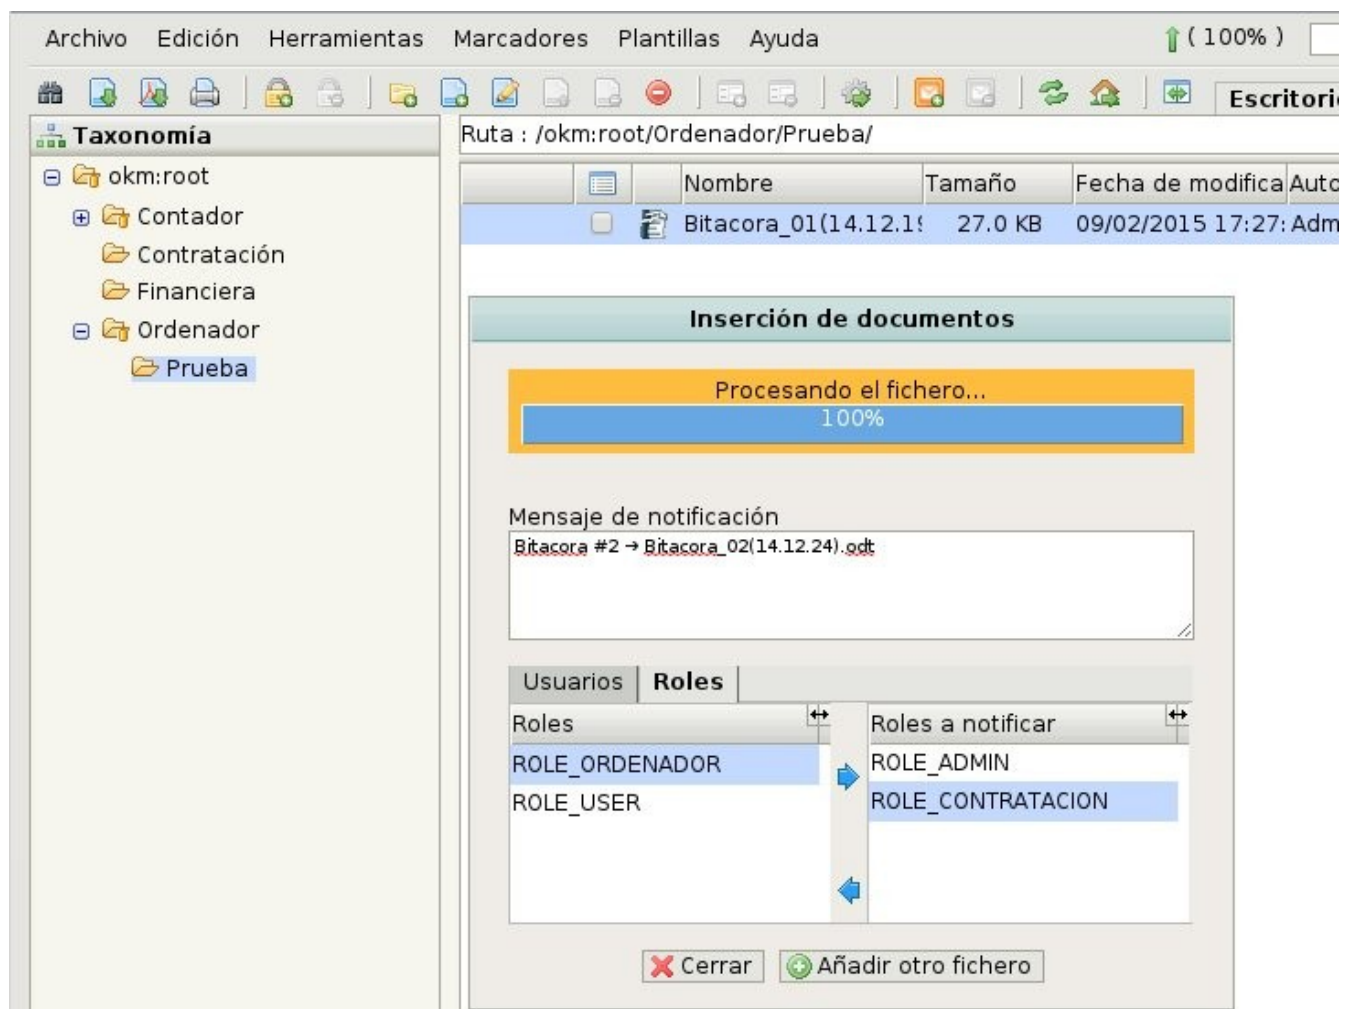 Archivo Edición Herramientas Marcadores Plantillas Ayuda ( 100% )
Escritori
Taxonomía
Ruta : /okm:root/Ordenador/Prueba/
okm:root
Contador
Contratación
Financiera
Ordenador
Prueba
Nombre Tamaño Fecha de modifica Auto
Bitacora_01(14.12.19 27.0 KB 09/02/2015 17:27: Adm
Inserción de documentos
Procesando el fichero...
100%
Mensaje de notificación
Bitacora #2 → Bitacora_02(14.12.24).odt
Usuarios Roles
Roles Roles a notificar
ROLE_ORDENADOR ROLE_ADMIN
ROLE_USER ROLE_CONTRATACION
Cerrar Añadir otro fichero